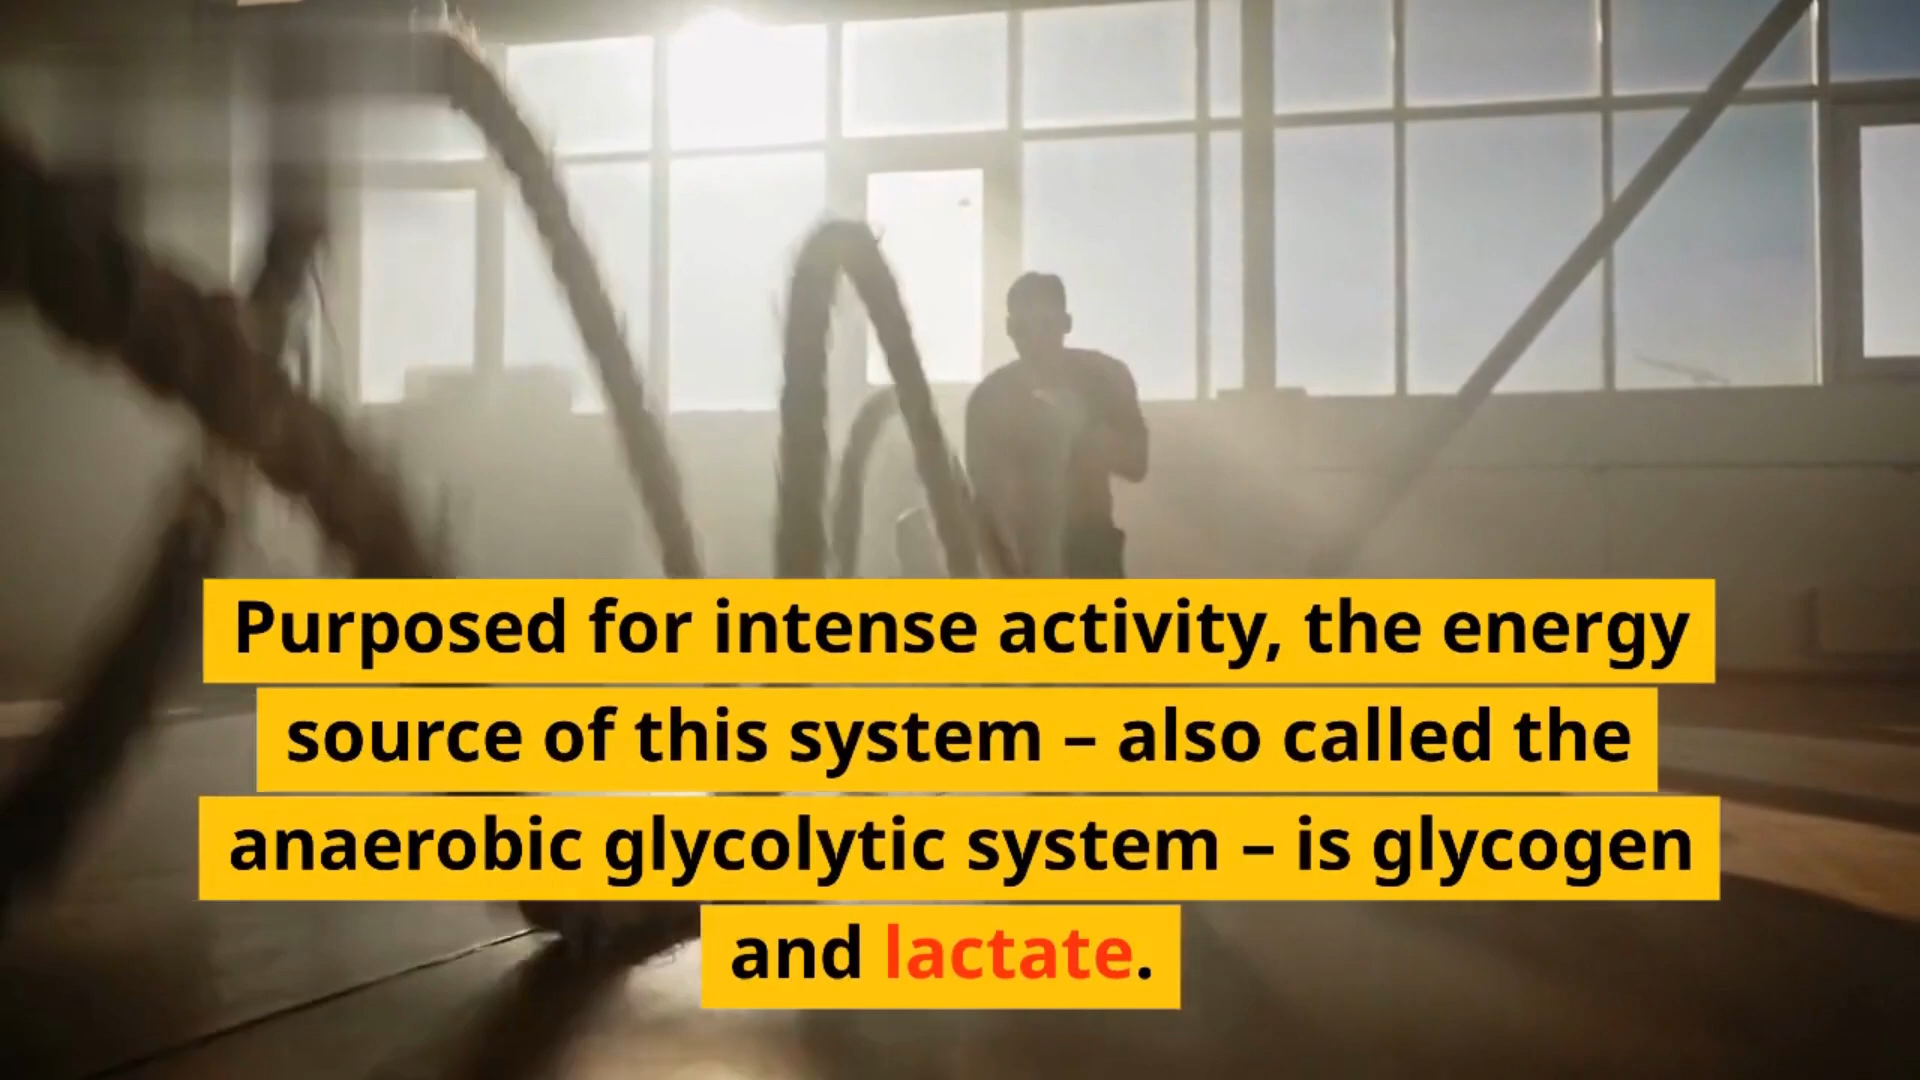 Purposed for intense activity, the energy
source of this system – also called the
anaerobic glycolytic system – is glycogen
and lactate.